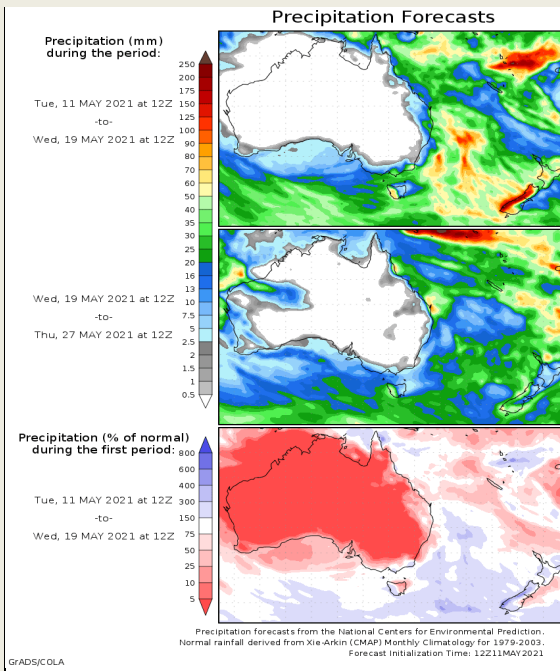 Precipitation Forecasts
Precipitation (mm)
during the period:
Tue, 11 MAY 2021 at 12Z
-to-
Wed, 19 MAY 2021 at 12Z
250
200
175
150
125
100
90
80
70
60
50
40
35
30
25
20
16
13
10
7.5
5
2.5
2
1.5
1
0.5
Wed, 19 MAY 2021 at 12Z
-to-
Thu, 27 MAY 2021 at 12Z
Precipitation (% of normal)
during the first period:
Tue, 11 MAY 2021 at 12Z
-to-
Wed, 19 MAY 2021 at 12Z
800
600
400
300
150
75
50
25
10
5
Precipitation forecasts from the National Centers for Environmental Prediction.
Normal rainfall derived from Xie-Arkin (CMAP) Monthly Climatology for 1979-2003.
Forecast Initialization Time: 12Z11MAY2021
GrADS/COLA